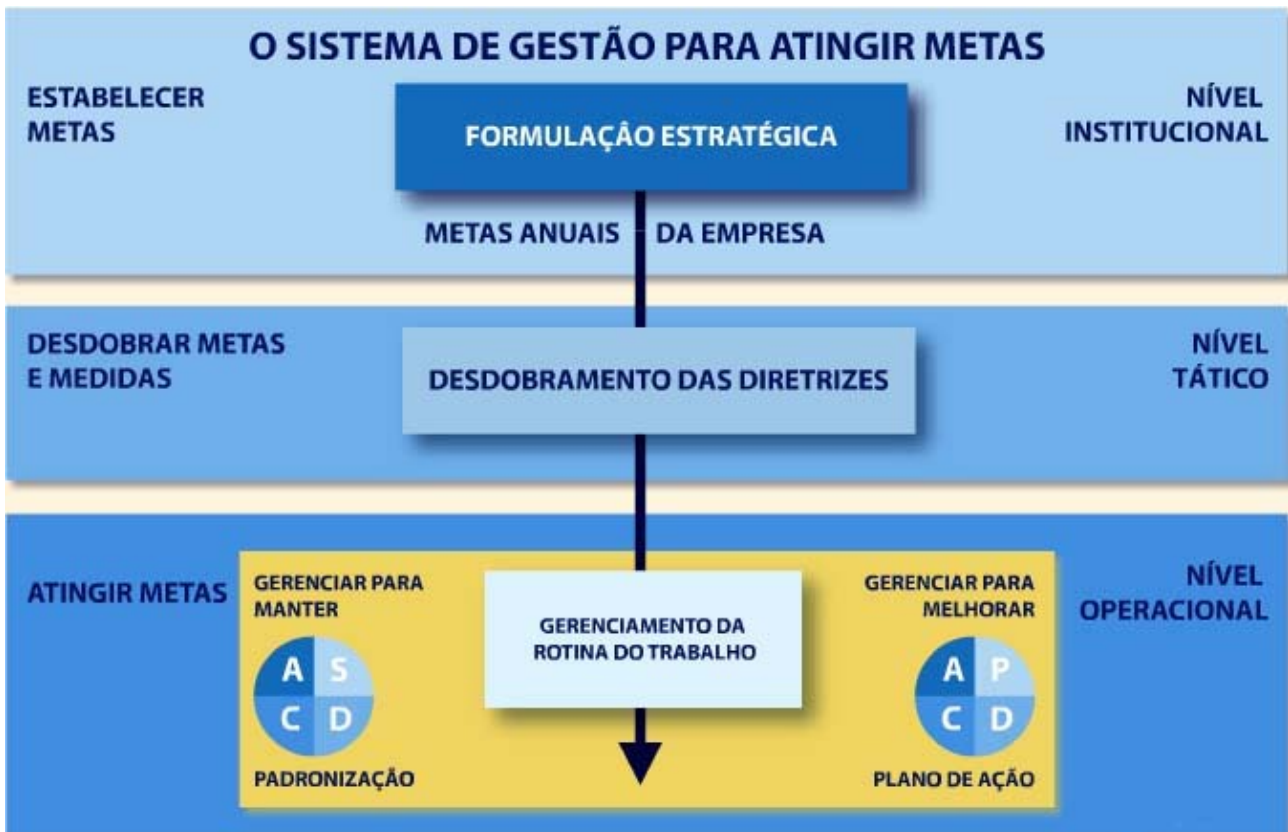 O SISTEMA DE GESTÃO PARA ATINGIR METAS
ESTABELECER
METAS
FORMULAÇÂO ESTRATÉGICA
NÍVEL
INSTITUCIONAL
METAS ANUAIS DA EMPRESA
DESDOBRAR METAS
E MEDIDAS
DESDOBRAMENTO DAS DIRETRIZES
NÍVEL
TÁTICO
ATINGIR METAS
GERENCIAR PARA
MANTER
A S
C D
PADRONIZAÇÃO
GERENCIAMENTO DA
ROTINA DO TRABALHO
GERENCIAR PARA
MELHORAR
A P
C D
PLANO DE AÇÃO
NÍVEL
OPERACIONAL